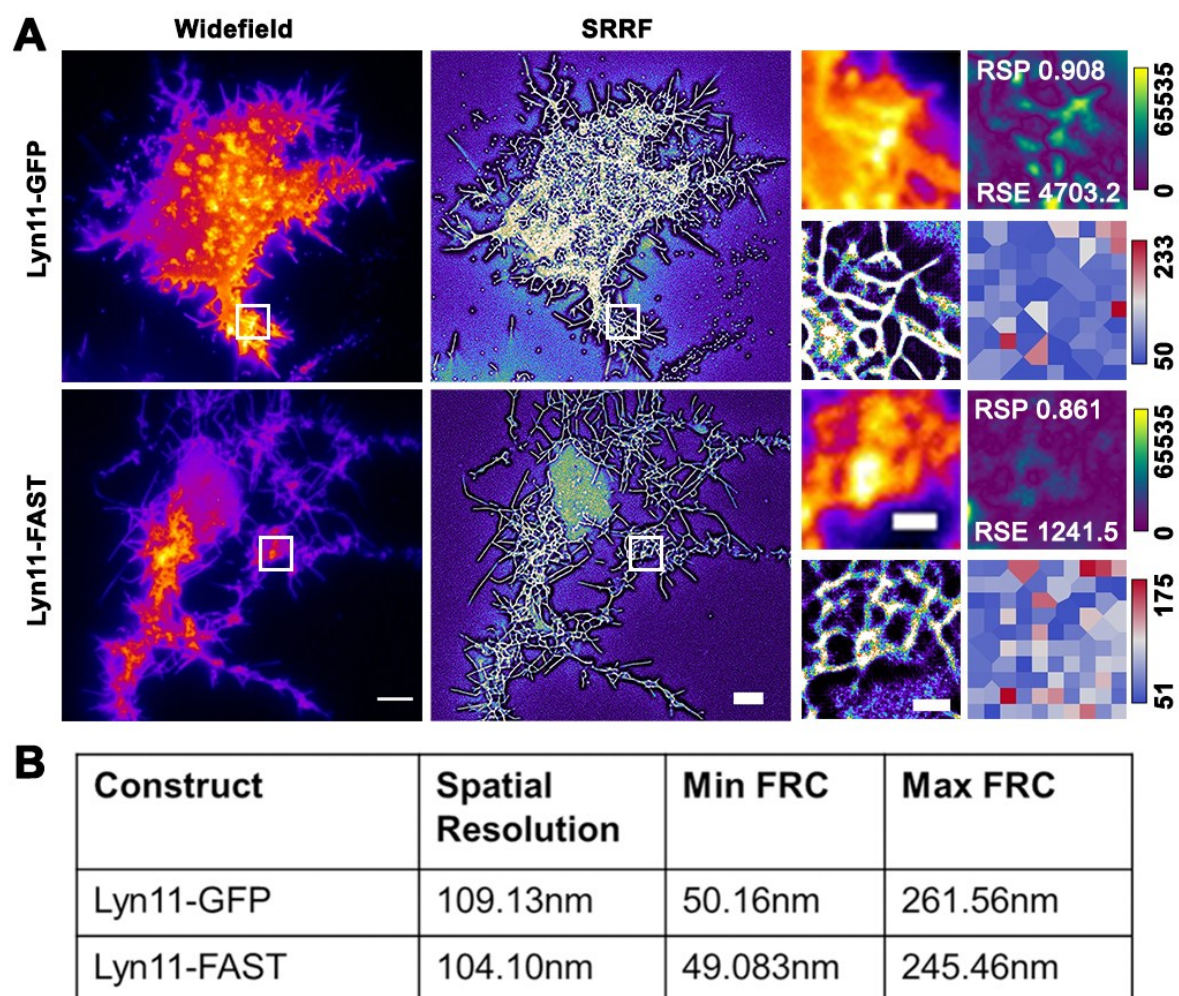 A
Widefield
SRRF
Lyn11-GFP
RSP 0.908
RSE 4703.2
65535
0
233
50
Lyn11-FAST
RSP 0.861
RSE 1241.5
65535
0
175
51
B
Construct
Spatial
Resolution
Min FRC
Max FRC
Lyn11-GFP
109.13nm
50.16nm
261.56nm
Lyn11-FAST
104.10nm
49.083nm
245.46nm